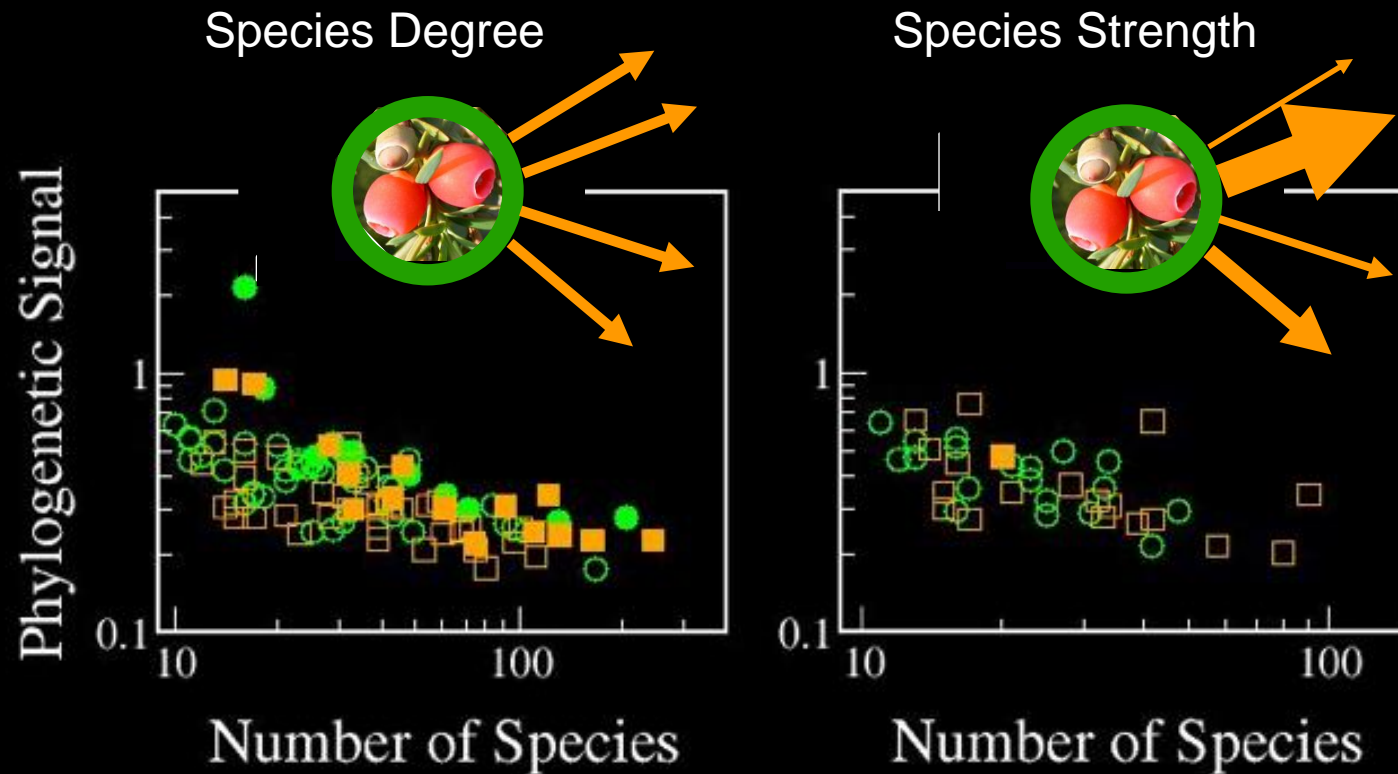 Species Degree
Species Strength
Phylogenetic Signal
1
0.1
10
100
Number of Species
1
0.1
10
100
Number of Species